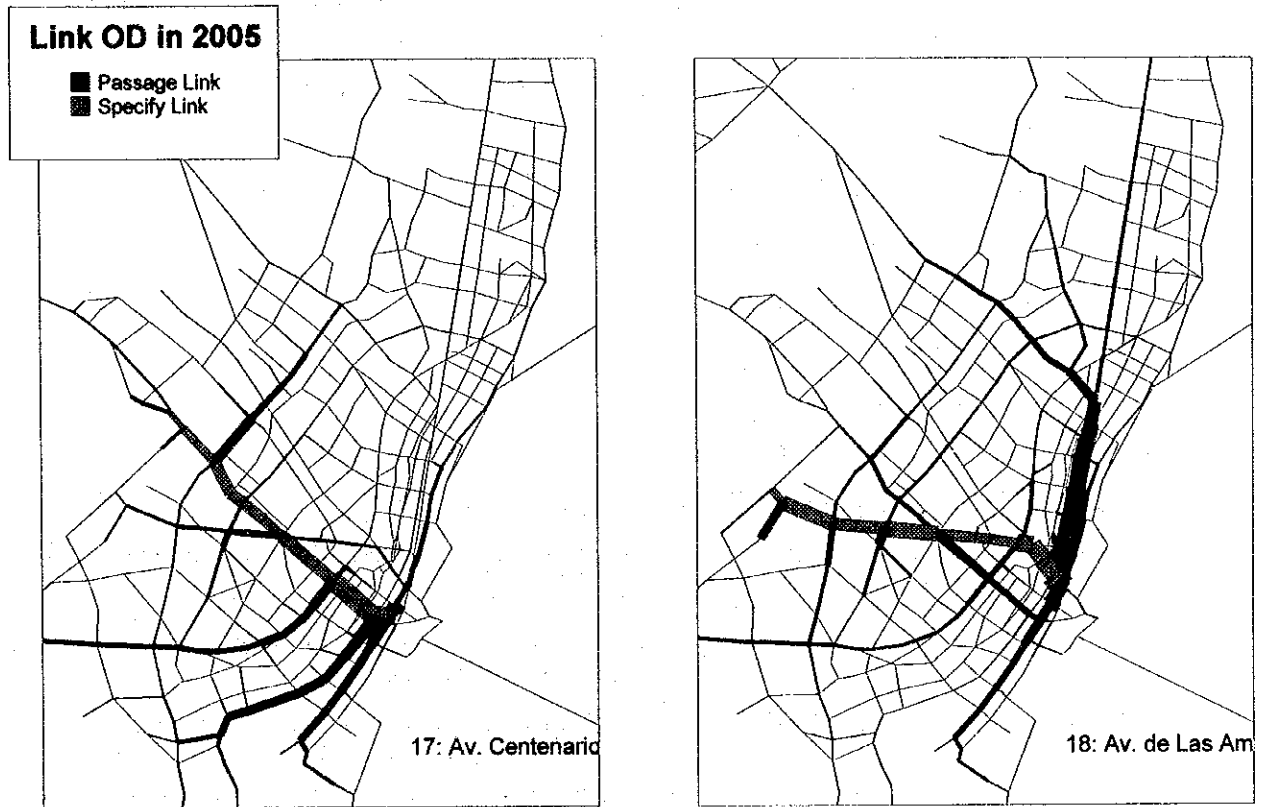 Link OD in 2005
Passage Link
Specify Link
17: Av. Centenario
18: Av. de Las Am